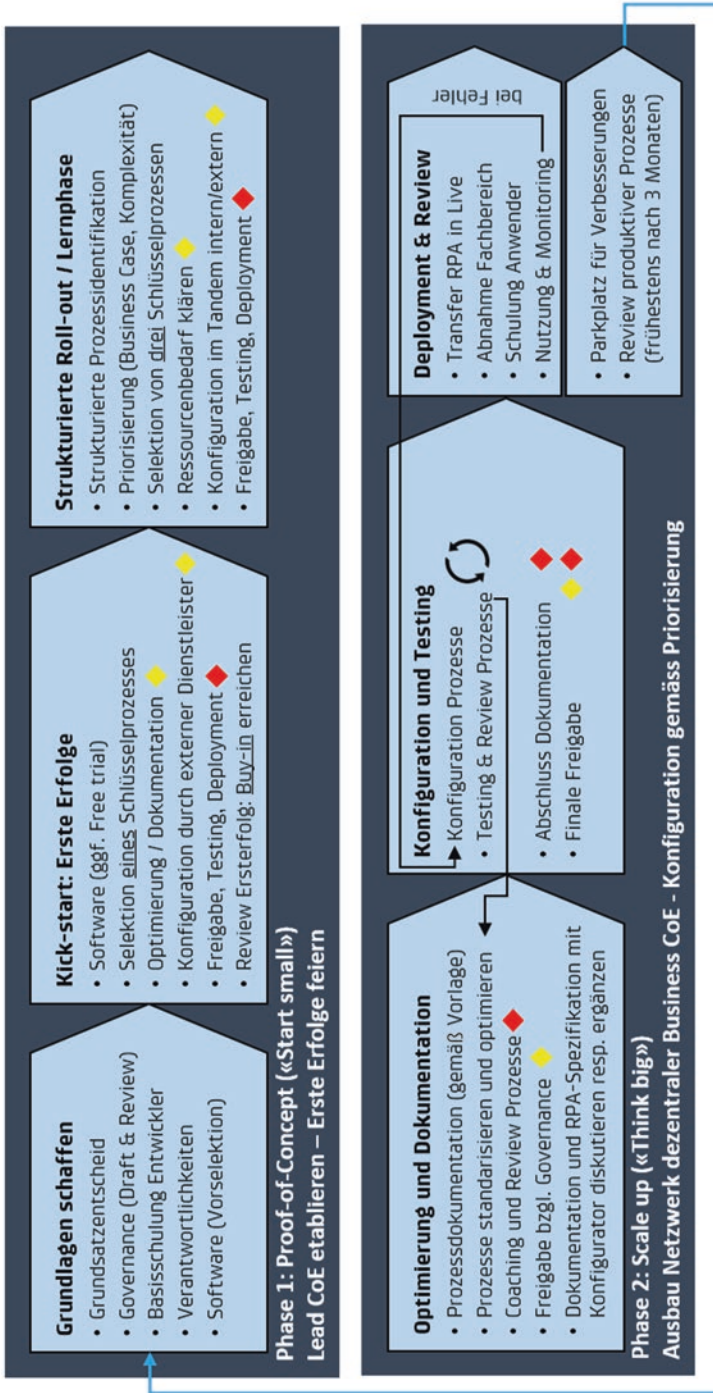 Grundlagen schaffen
• Grundsatzentscheid
• Governance (Draft & Review)
• Basisschulung Entwickler
• Verantwortlichkeiten
• Software (Vorselektion)
Kick-start: Erste Erfolge
• Software (ggf. Free trial)
• Selektion eines Schlüsselprozesses
• Optimierung / Dokumentation
• Konfiguration durch externer Dienstleister
• Freigabe, Testing, Deployment
• Review Ersterfolg: Buy-in erreichen
Strukturierte Roll-out / Lernphase
• Strukturierte Prozessidentifikation
• Priorisierung (Business Case, Komplexität)
• Selektion von drei Schlüsselprozessen
• Ressourcenbedarf klären
• Konfiguration im Tandem intern/extern
• Freigabe, Testing, Deployment
Phase 1: Proof-of-Concept («Start small»)
Lead CoE etablieren – Erste Erfolge feiern
Optimierung und Dokumentation
• Prozessdokumentation (gemäß Vorlage)
• Prozesse standarisieren und optimieren
• Coaching und Review Prozesse
• Freigabe bzgl. Governance
• Dokumentation und RPA-Spezifikation mit
Konfigurator diskutieren resp. ergänzen
Konfiguration und Testing
Konfiguration Prozesse
• Testing & Review Prozesse
• Abschluss Dokumentation
• Finale Freigabe
Deployment & Review
• Transfer RPA in Live
• Abnahme Fachbereich
• Schulung Anwender
• Nutzung & Monitoring
bei Fehler
• Parkplatz für Verbesserungen
• Review produktiver Prozesse
(frühestens nach 3 Monaten)
Phase 2: Scale up («Think big»)
Ausbau Netzwerk dezentraler Business CoE - Konfiguration gemäss Priorisierung